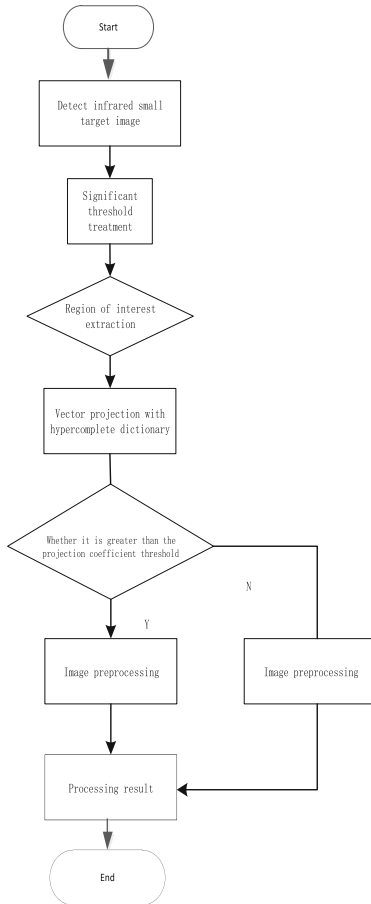 Start
Detect infrared small
target image
Significant
threshold
treatment
Region of interest
extraction
Vector projection with
hypercomplete dictionary
Whether it is greater than the
projection coefficient threshold
N
Y
Image preprocessing
Image preprocessing
Processing result
End